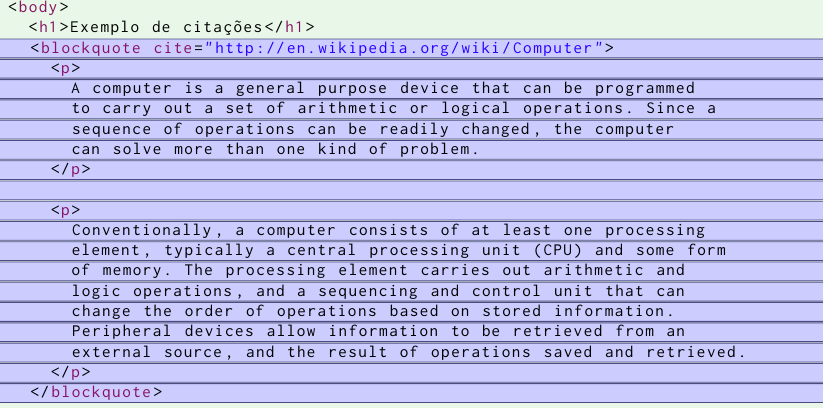 <body>
<h1>Exemplo de citações</h1>
<blockquote cite="http://en.wikipedia.org/wiki/Computer">
<p>
A computer is a general purpose device that can be programmed
to carry out a set of arithmetic or logical operations. Since a
sequence of operations can be readily changed, the computer
can solve more than one kind of problem.
</p>
<p>
Conventionally, a computer consists of at least one processing
element, typically a central processing unit (CPU) and some form
of memory. The processing element carries out arithmetic and
logic operations, and a sequencing and control unit that can
change the order of operations based on stored information.
Peripheral devices allow information to be retrieved from an
external source, and the result of operations saved and retrieved.
</p>
</blockquote>